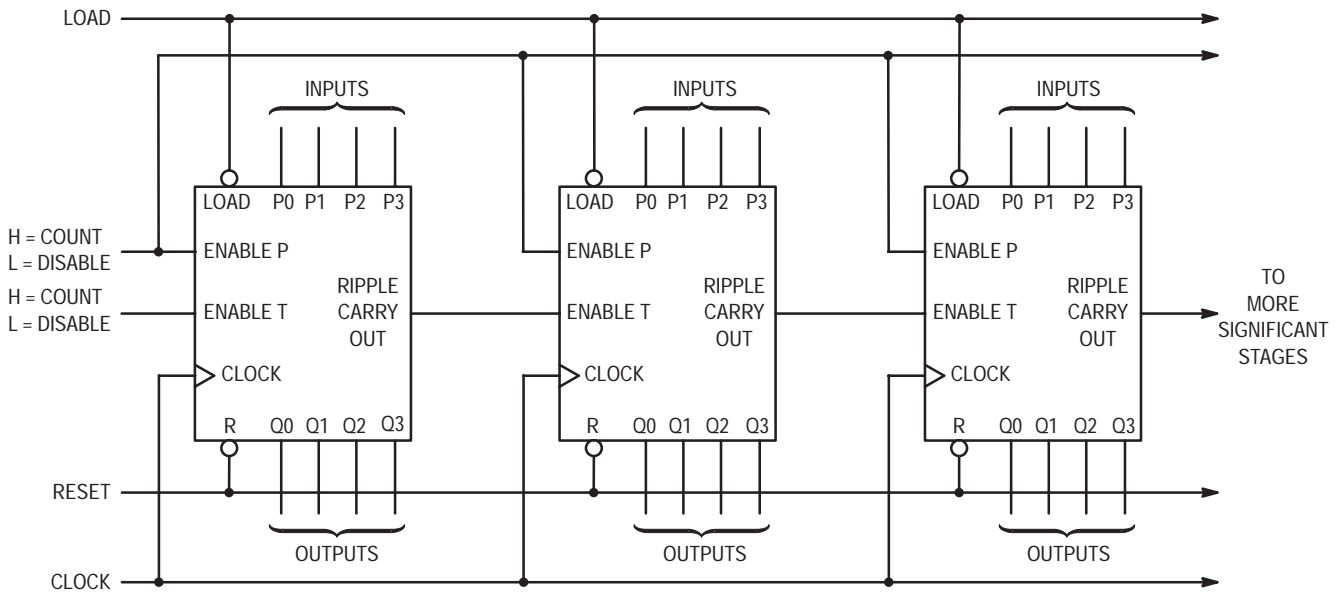 LOAD
INPUTS
INPUTS
INPUTS
LOAD P0 P1 P2 P3
LOAD P0 P1 P2 P3
LOAD P0 P1 P2 P3
H = COUNT
L = DISABLE
ENABLE P
ENABLE P
ENABLE P
H = COUNT
L = DISABLE
ENABLE T
RIPPLE
CARRY
OUT
ENABLE T
RIPPLE
CARRY
OUT
ENABLE T
RIPPLE
CARRY
OUT
TO
MORE
SIGNIFICANT
STAGES
CLOCK
CLOCK
CLOCK
R Q0 Q1 Q2 Q3
R Q0 Q1 Q2 Q3
R Q0 Q1 Q2 Q3
RESET
OUTPUTS
OUTPUTS
OUTPUTS
CLOCK